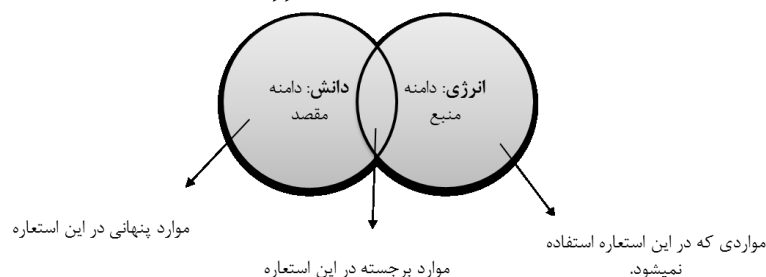 انرژی: دامنه
منبع
دانش: دامنه
مقصد
مواردی که در این استعاره استفاده
نمیشود.
موارد برجسته در این استعاره
موارد پنهانی در این استعاره